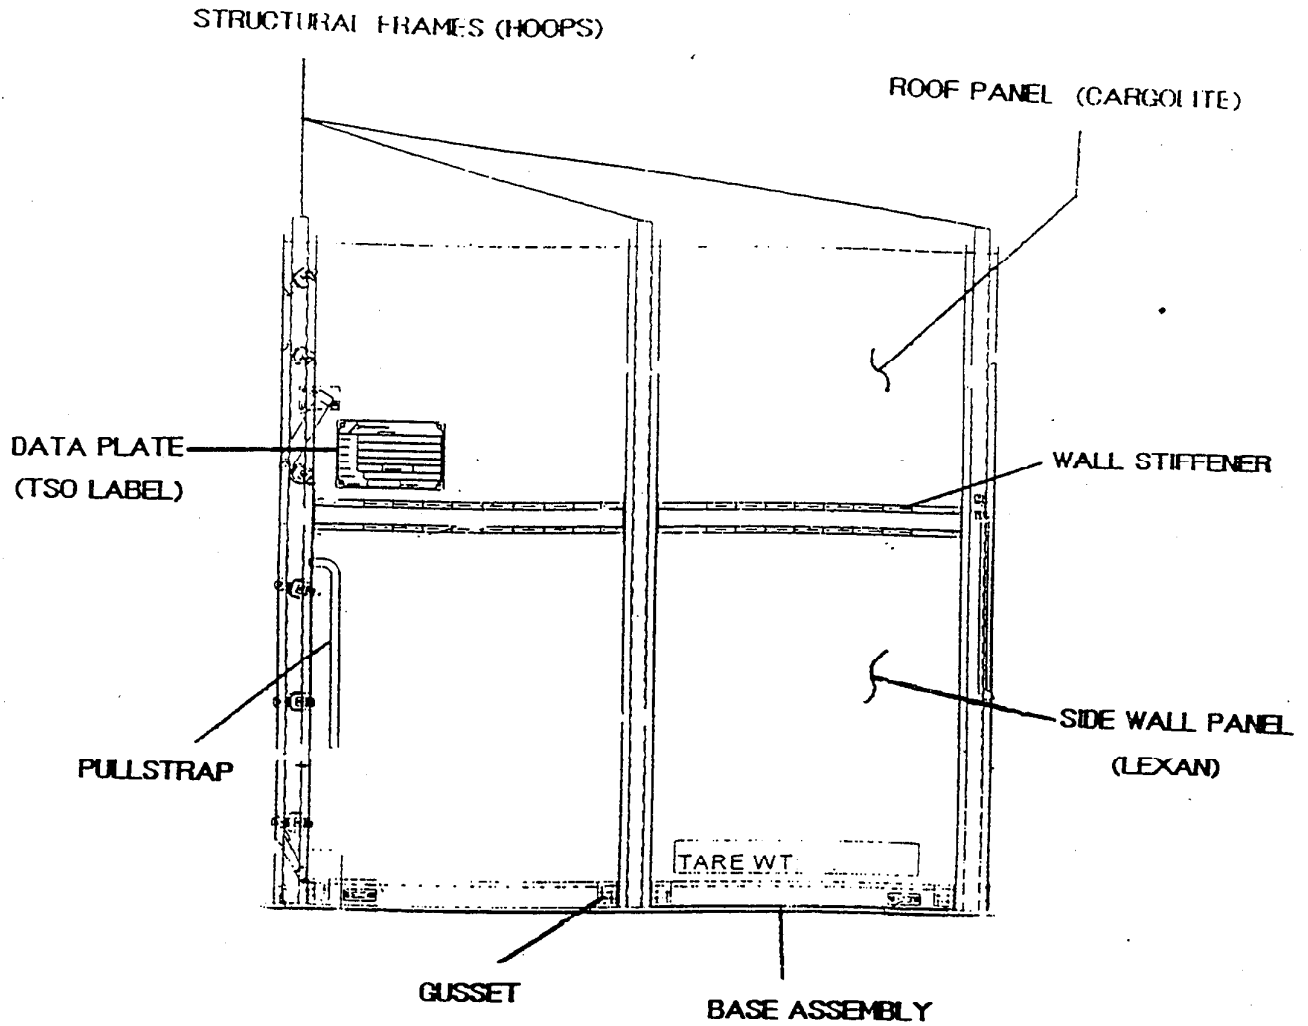 STRUCTURAL FRAMES (HOOPS)
ROOF PANEL (CARGOLITE)
DATA PLATE
(TSO LABEL)
WALL STIFFENER
SIDE WALL PANEL
(LEXAN)
PULLSTRAP
TARE WT
GUSSET
BASE ASSEMBLY